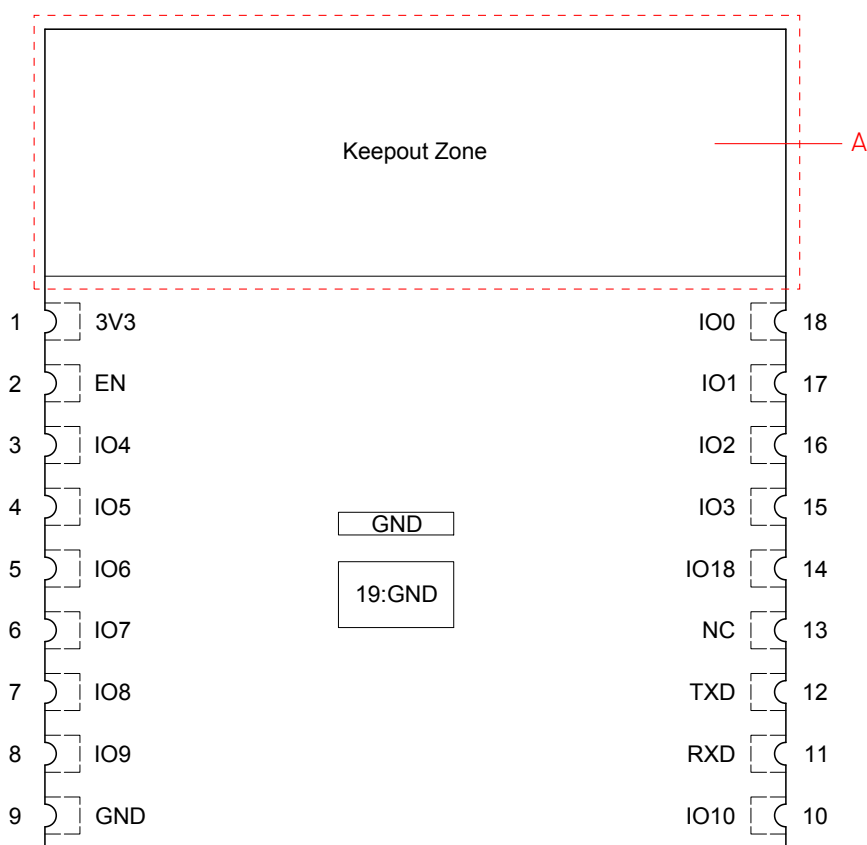 A
Keepout Zone
1 3V3 IO0 18
2 EN IO1 17
3 IO4 IO2 16
4 IO5 IO3 15
GND
5 IO6 IO18 14
19:GND
6 IO7 NC 13
7 IO8 TXD 12
8 IO9 RXD 11
9 GND IO10 10